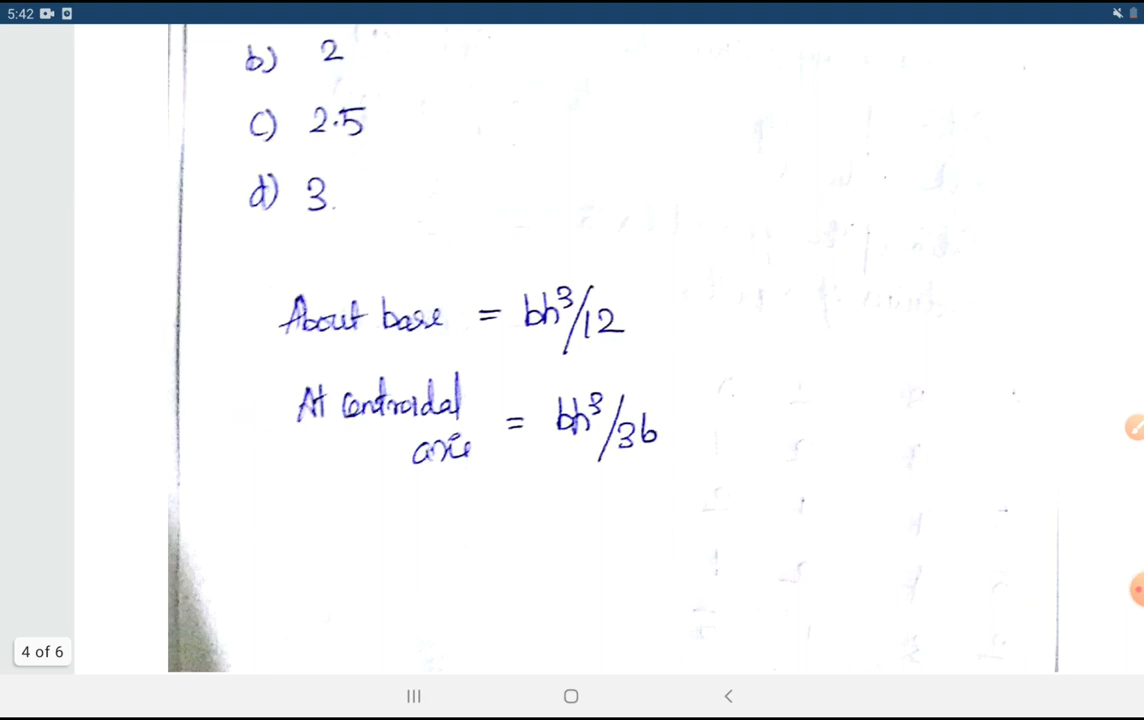 5:42
b) 2
c) 2.5
d) 3.
About base = bh³/12
At centroidal axis = bh³/36
4 of 6